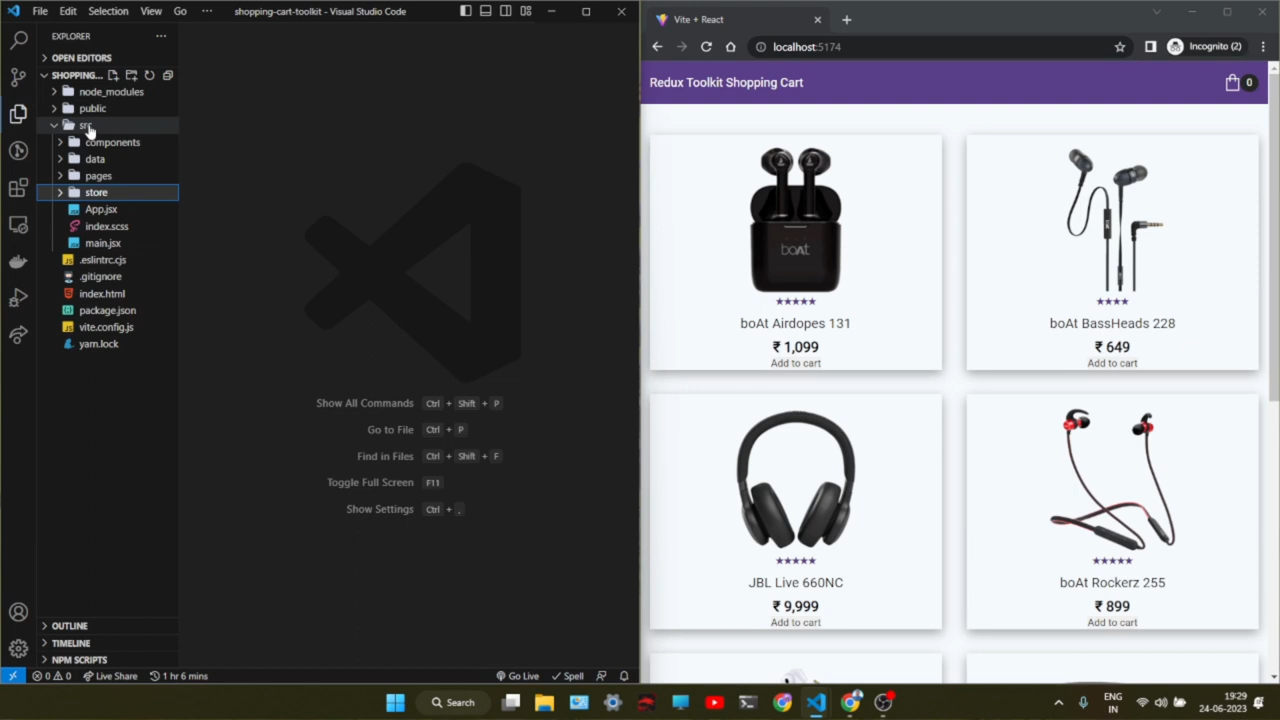 File Edit Selection View Go ··· shopping-cart-toolkit - Visual Studio Code
EXPLORER ···
OPEN EDITORS
SHOPPING...
node_modules
public
src
components
data
pages
store
App.jsx
index.scss
main.jsx
.eslintrc.cjs
.gitignore
index.html
package.json
vite.config.js
yarn.lock
OUTLINE
TIMELINE
NPM SCRIPTS
Show All Commands Ctrl + Shift + P
Go to File Ctrl + P
Find in Files Ctrl + Shift + F
Toggle Full Screen F11
Show Settings Ctrl + ,
0 0 Live Share 1 hr 6 mins Go Live Spell
Vite + React
localhost:5174 Incognito (2)
Redux Toolkit Shopping Cart 0
boAt
★★★★★ ★★★★
boAt Airdopes 131 boAt BassHeads 228
₹ 1,099 ₹ 649
Add to cart Add to cart
★★★★★ ★★★★★
JBL Live 660NC boAt Rockerz 255
₹ 9,999 ₹ 899
Add to cart Add to cart
Search
ENG
IN
19:29
24-06-2023